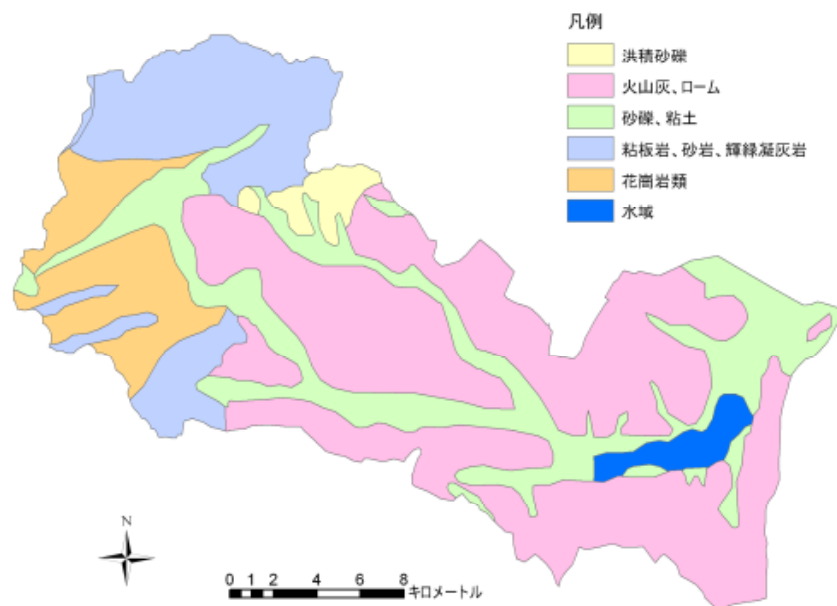 凡例
洪積砂礫
火山灰、ローム
砂礫、粘土
粘板岩、砂岩、輝緑凝灰岩
花崗岩類
水域
N
0 1 2 4 6 8
キロメートル